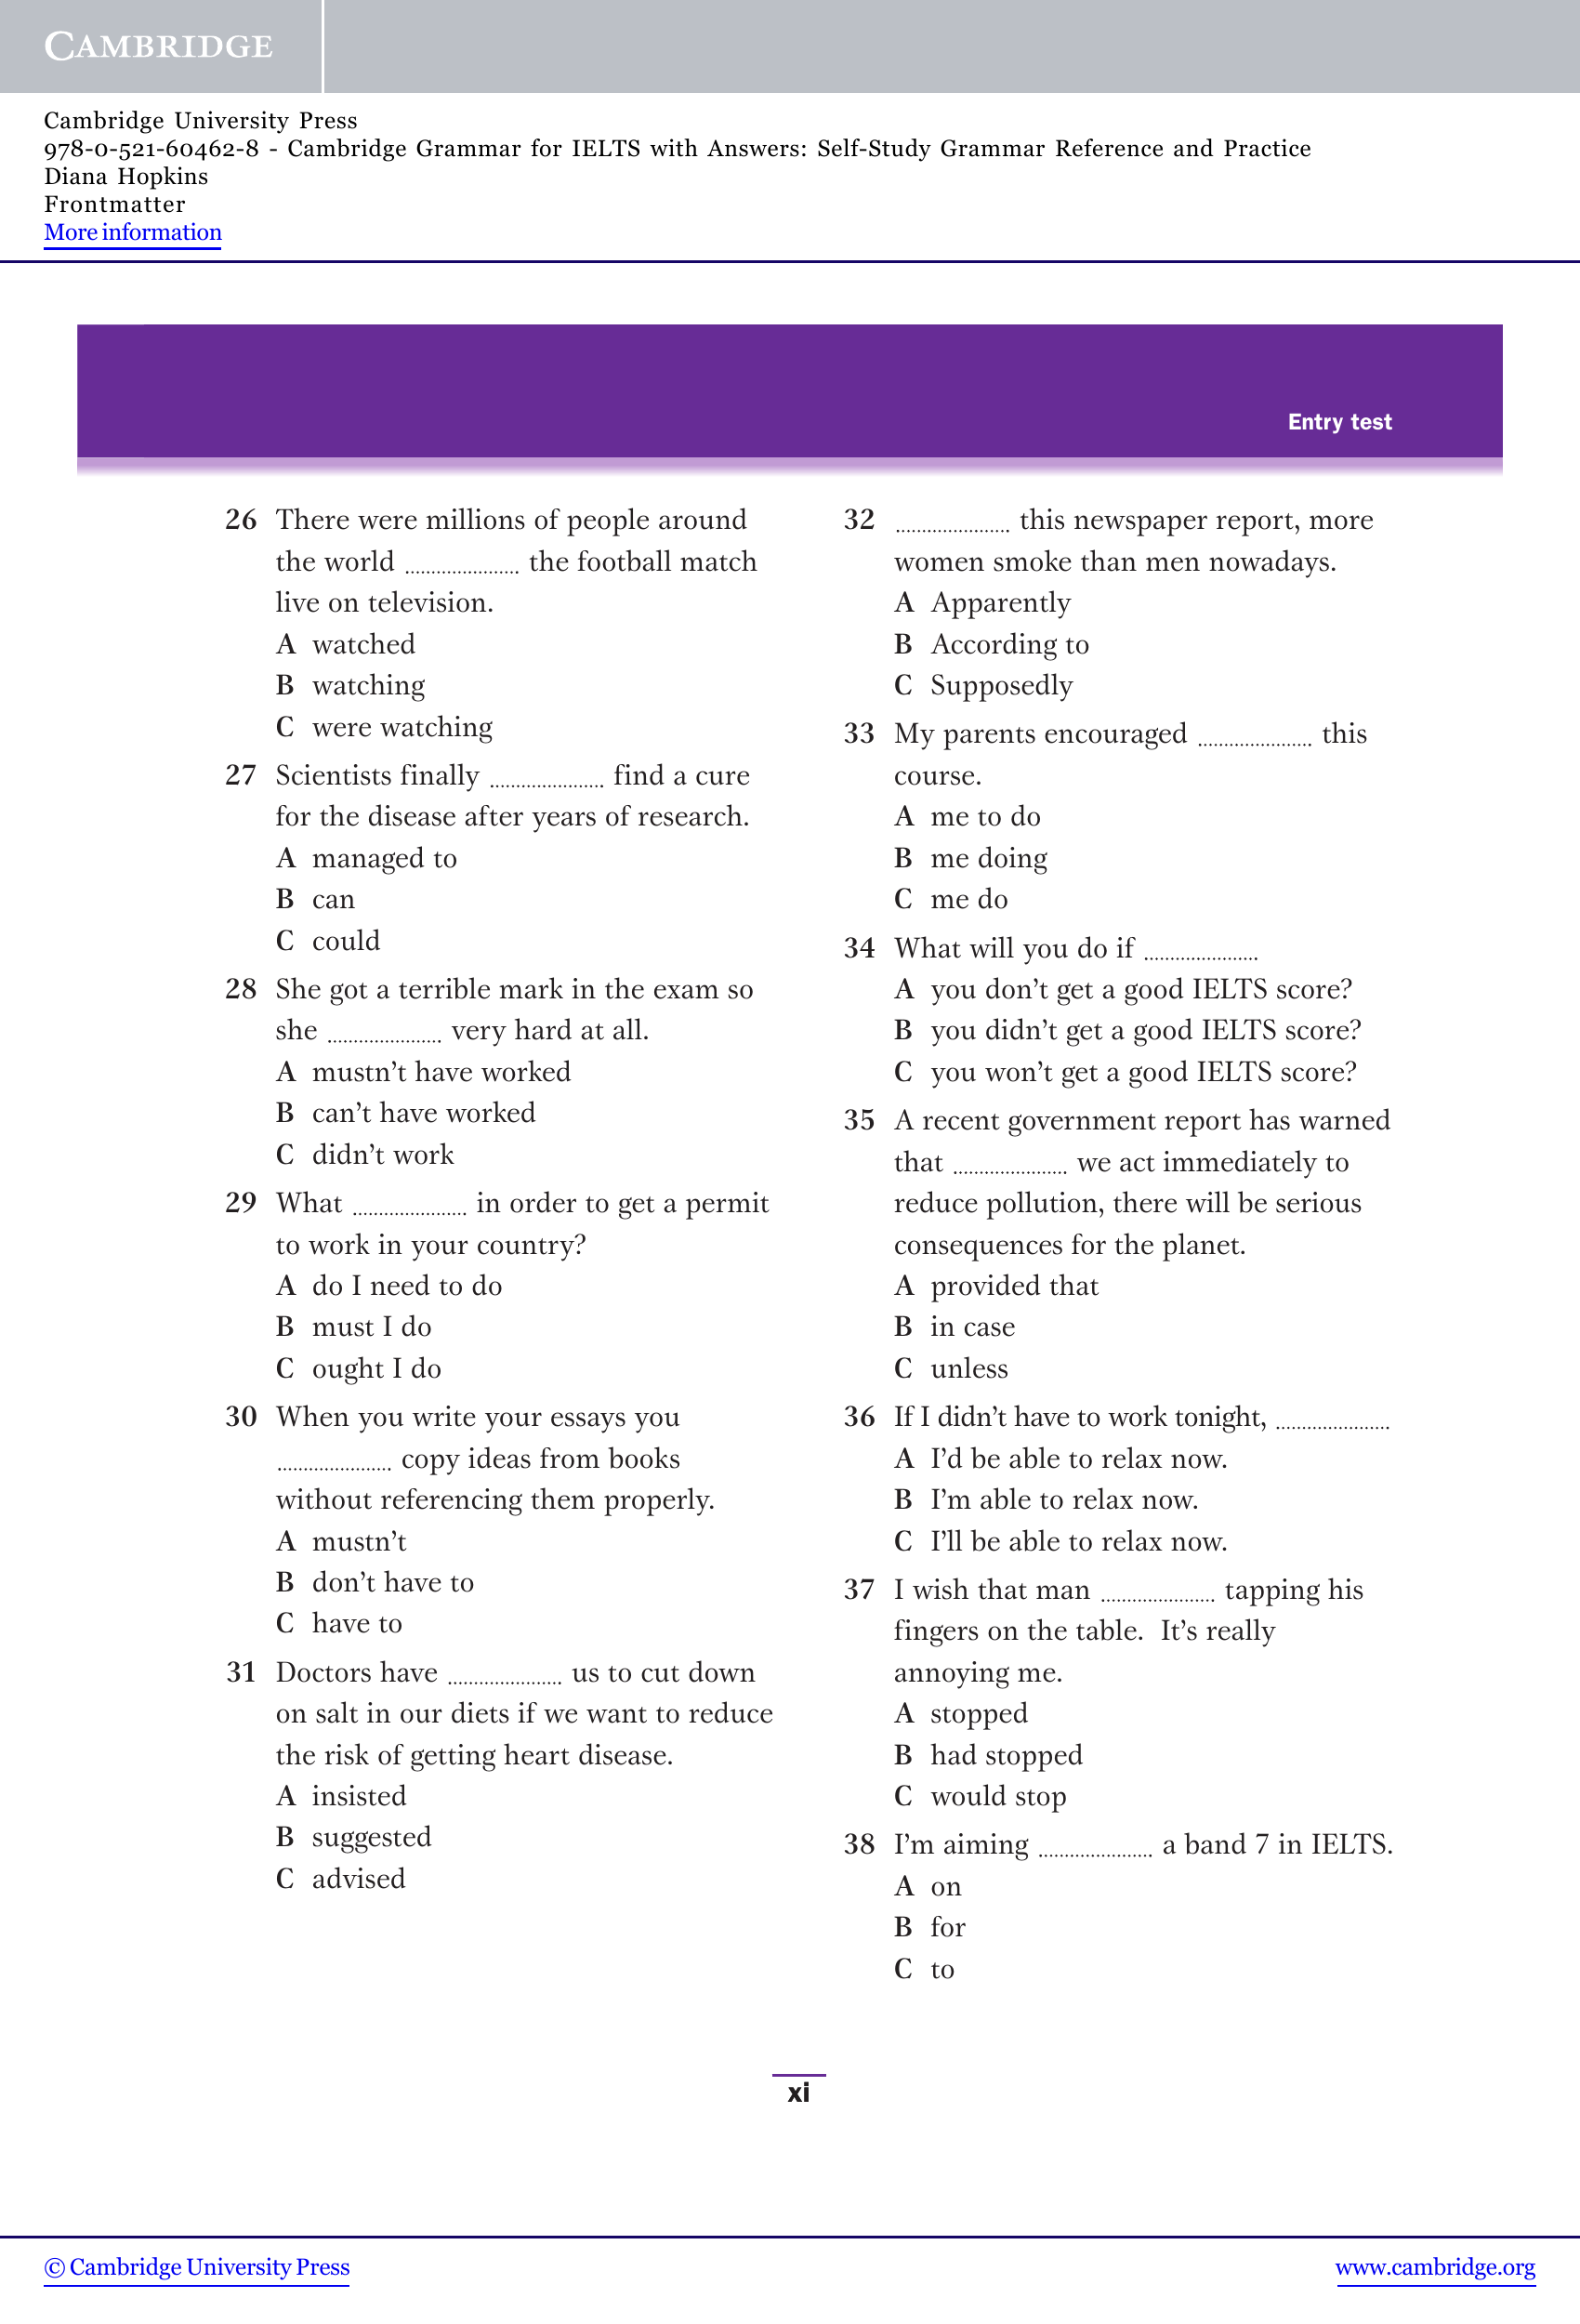 CAMBRIDGE
Cambridge University Press
978-0-521-60462-8 - Cambridge Grammar for IELTS with Answers: Self-Study Grammar Reference and Practice
Diana Hopkins
Frontmatter
More information
Entry test
26 There were millions of people around
the world ...................... the football match
live on television.
A watched
B watching
C were watching
27 Scientists finally ...................... find a cure
for the disease after years of research.
A managed to
B can
C could
28 She got a terrible mark in the exam so
she ...................... very hard at all.
A mustn't have worked
B can't have worked
C didn't work
29 What ...................... in order to get a permit
to work in your country?
A do I need to do
B must I do
C ought I do
30 When you write your essays you
...................... copy ideas from books
without referencing them properly.
A mustn't
B don't have to
C have to
31 Doctors have ...................... us to cut down
on salt in our diets if we want to reduce
the risk of getting heart disease.
A insisted
B suggested
C advised
32 ...................... this newspaper report, more
women smoke than men nowadays.
A Apparently
B According to
C Supposedly
33 My parents encouraged ...................... this
course.
A me to do
B me doing
C me do
34 What will you do if ......................
A you don't get a good IELTS score?
B you didn't get a good IELTS score?
C you won't get a good IELTS score?
35 A recent government report has warned
that ...................... we act immediately to
reduce pollution, there will be serious
consequences for the planet.
A provided that
B in case
C unless
36 If I didn't have to work tonight, ......................
A I'd be able to relax now.
B I'm able to relax now.
C I'll be able to relax now.
37 I wish that man ...................... tapping his
fingers on the table. It's really
annoying me.
A stopped
B had stopped
C would stop
38 I'm aiming ...................... a band 7 in IELTS.
A on
B for
C to
xi
© Cambridge University Press
www.cambridge.org